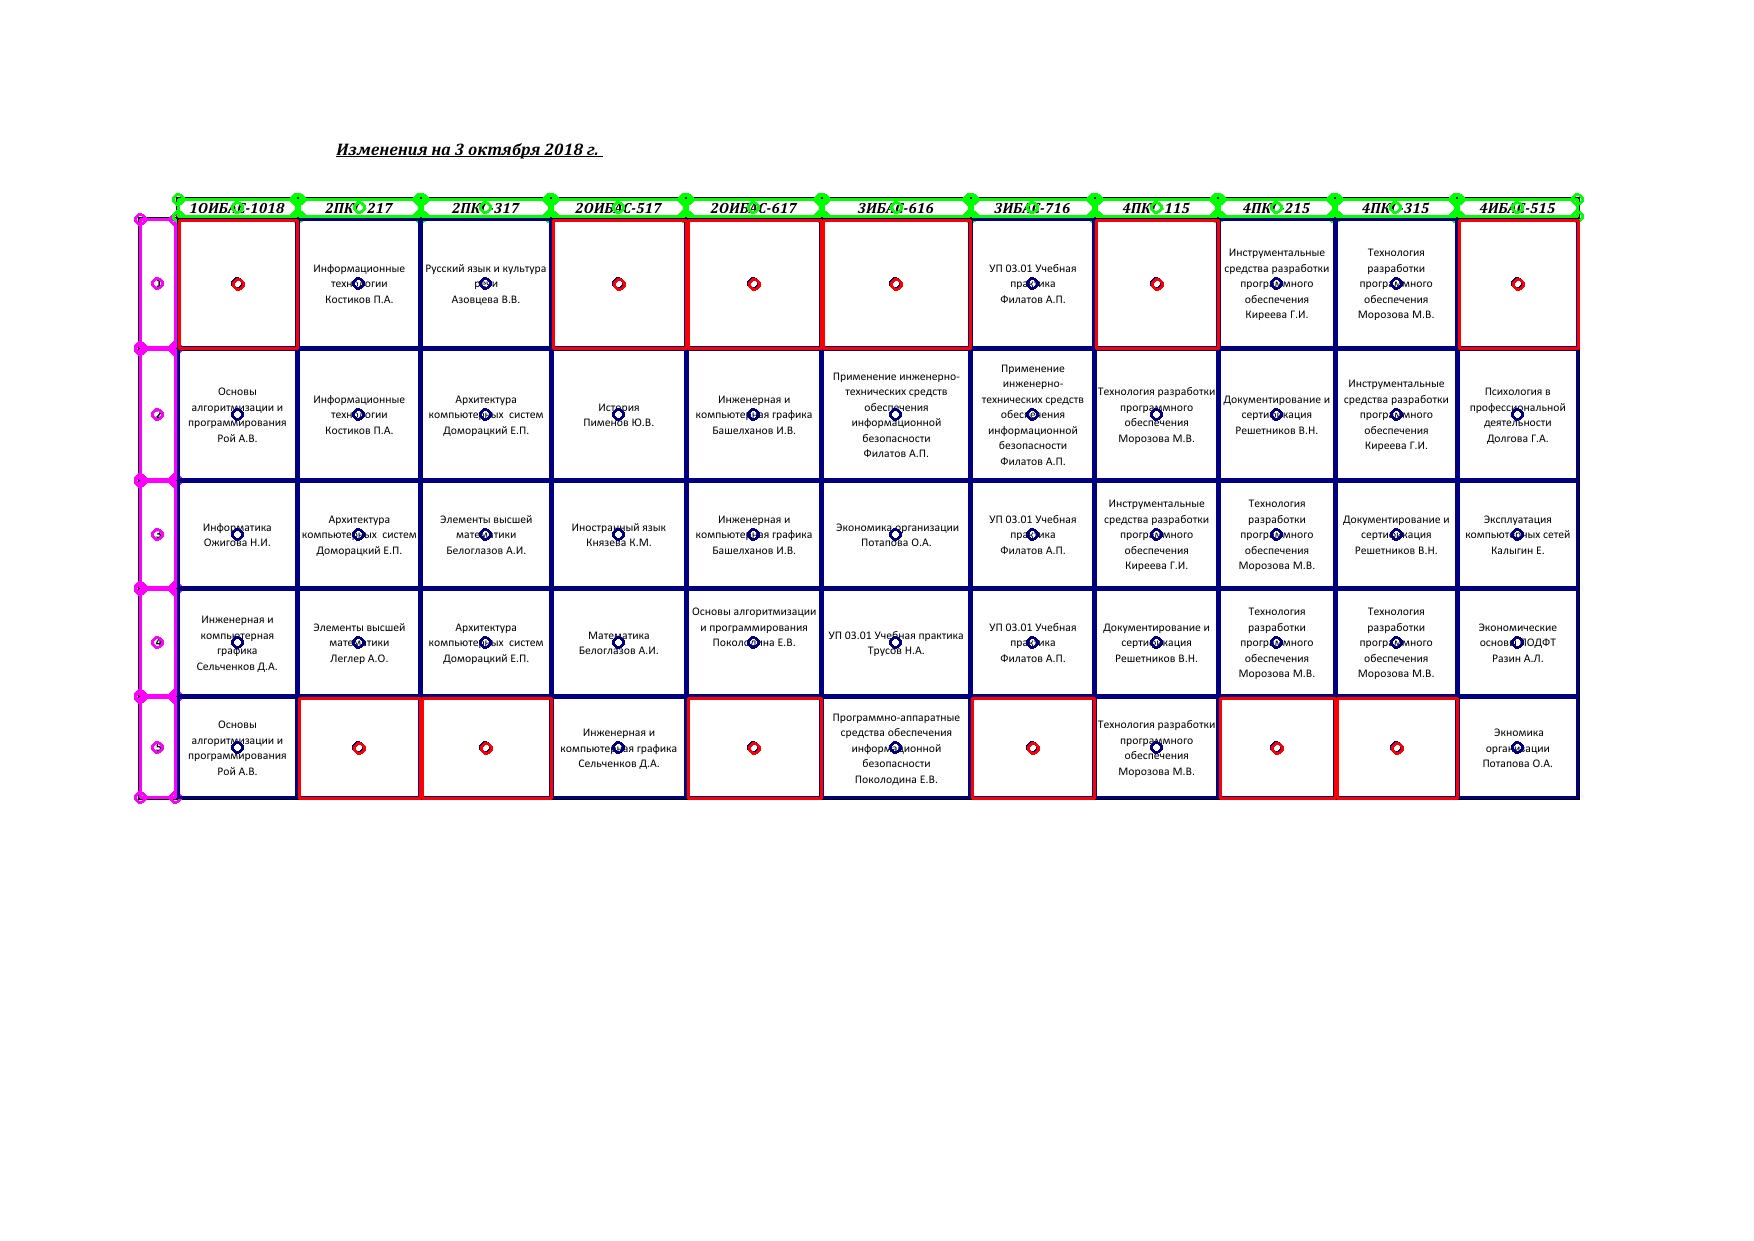 Изменения на 3 октября 2018 г.
1ОИБАС-1018
2ПКС-217
2ПКС-317
2ОИБАС-517
2ОИБАС-617
3ИБАС-616
3ИБАС-716
4ПКС-115
4ПКС-215
4ПКС-315
4ИБАС-515
1
Информационные
технологии
Костиков П.А.
Русский язык и культура
речи
Азовцева В.В.
УП 03.01 Учебная
практика
Филатов А.П.
Инструментальные
средства разработки
программного
обеспечения
Киреева Г.И.
Технология
разработки
программного
обеспечения
Морозова М.В.
2
Основы
алгоритмизации и
программирования
Рой А.В.
Информационные
технологии
Костиков П.А.
Архитектура
компьютерных систем
Доморацкий Е.П.
История
Пименов Ю.В.
Инженерная и
компьютерная графика
Башелханов И.В.
Применение инженерно-
технических средств
обеспечения
информационной
безопасности
Филатов А.П.
Применение
инженерно-
технических средств
обеспечения
информационной
безопасности
Филатов А.П.
Технология разработки
программного
обеспечения
Морозова М.В.
Документирование и
сертификация
Решетников В.Н.
Инструментальные
средства разработки
программного
обеспечения
Киреева Г.И.
Психология в
профессиональной
деятельности
Долгова Г.А.
3
Информатика
Ожигова Н.И.
Архитектура
компьютерных систем
Доморацкий Е.П.
Элементы высшей
математики
Белоглазов А.И.
Иностранный язык
Князева К.М.
Инженерная и
компьютерная графика
Башелханов И.В.
Экономика организации
Потапова О.А.
УП 03.01 Учебная
практика
Филатов А.П.
Инструментальные
средства разработки
программного
обеспечения
Киреева Г.И.
Технология
разработки
программного
обеспечения
Морозова М.В.
Документирование и
сертификация
Решетников В.Н.
Эксплуатация
компьютерных сетей
Калыгин Е.
4
Инженерная и
компьютерная
графика
Сельченков Д.А.
Элементы высшей
математики
Леглер А.О.
Архитектура
компьютерных систем
Доморацкий Е.П.
Математика
Белоглазов А.И.
Основы алгоритмизации
и программирования
Поколодина Е.В.
УП 03.01 Учебная практика
Трусов Н.А.
УП 03.01 Учебная
практика
Филатов А.П.
Документирование и
сертификация
Решетников В.Н.
Технология
разработки
программного
обеспечения
Морозова М.В.
Технология
разработки
программного
обеспечения
Морозова М.В.
Экономические
основы ПОДФТ
Разин А.Л.
5
Основы
алгоритмизации и
программирования
Рой А.В.
Инженерная и
компьютерная графика
Сельченков Д.А.
Программно-аппаратные
средства обеспечения
информационной
безопасности
Поколодина Е.В.
Технология разработки
программного
обеспечения
Морозова М.В.
Экномика
организации
Потапова О.А.